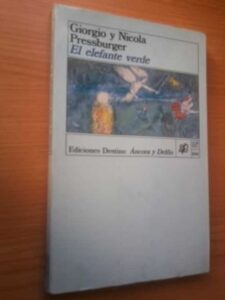 Giorgio y Nicola
Pressburger
El elefante verde
Ediciones Destino Áncora y Delfín